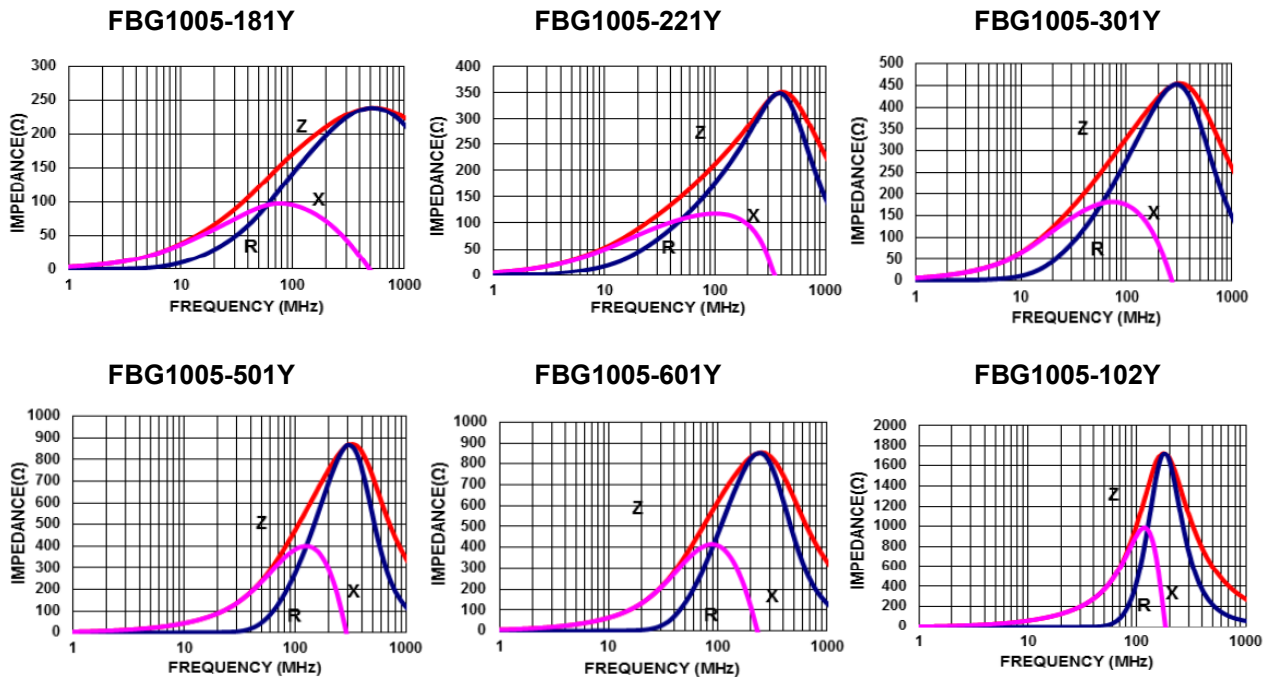 FBG1005-181Y
IMPEDANCE(Ω)
300
250
200
150
100
50
0
Z
X
R
1
10
100
1000
FREQUENCY (MHz)
FBG1005-221Y
IMPEDANCE(Ω)
400
350
300
250
200
150
100
50
0
Z
X
R
1
10
100
1000
FREQUENCY (MHz)
FBG1005-301Y
IMPEDANCE(Ω)
500
450
400
350
300
250
200
150
100
50
0
Z
X
R
1
10
100
1000
FREQUENCY (MHz)
FBG1005-501Y
IMPEDANCE(Ω)
1000
900
800
700
600
500
400
300
200
100
0
Z
X
R
1
10
100
1000
FREQUENCY (MHz)
FBG1005-601Y
IMPEDANCE(Ω)
1000
900
800
700
600
500
400
300
200
100
0
Z
X
R
1
10
100
1000
FREQUENCY (MHz)
FBG1005-102Y
IMPEDANCE(Ω)
2000
1800
1600
1400
1200
1000
800
600
400
200
0
Z
X
R
1
10
100
1000
FREQUENCY (MHz)